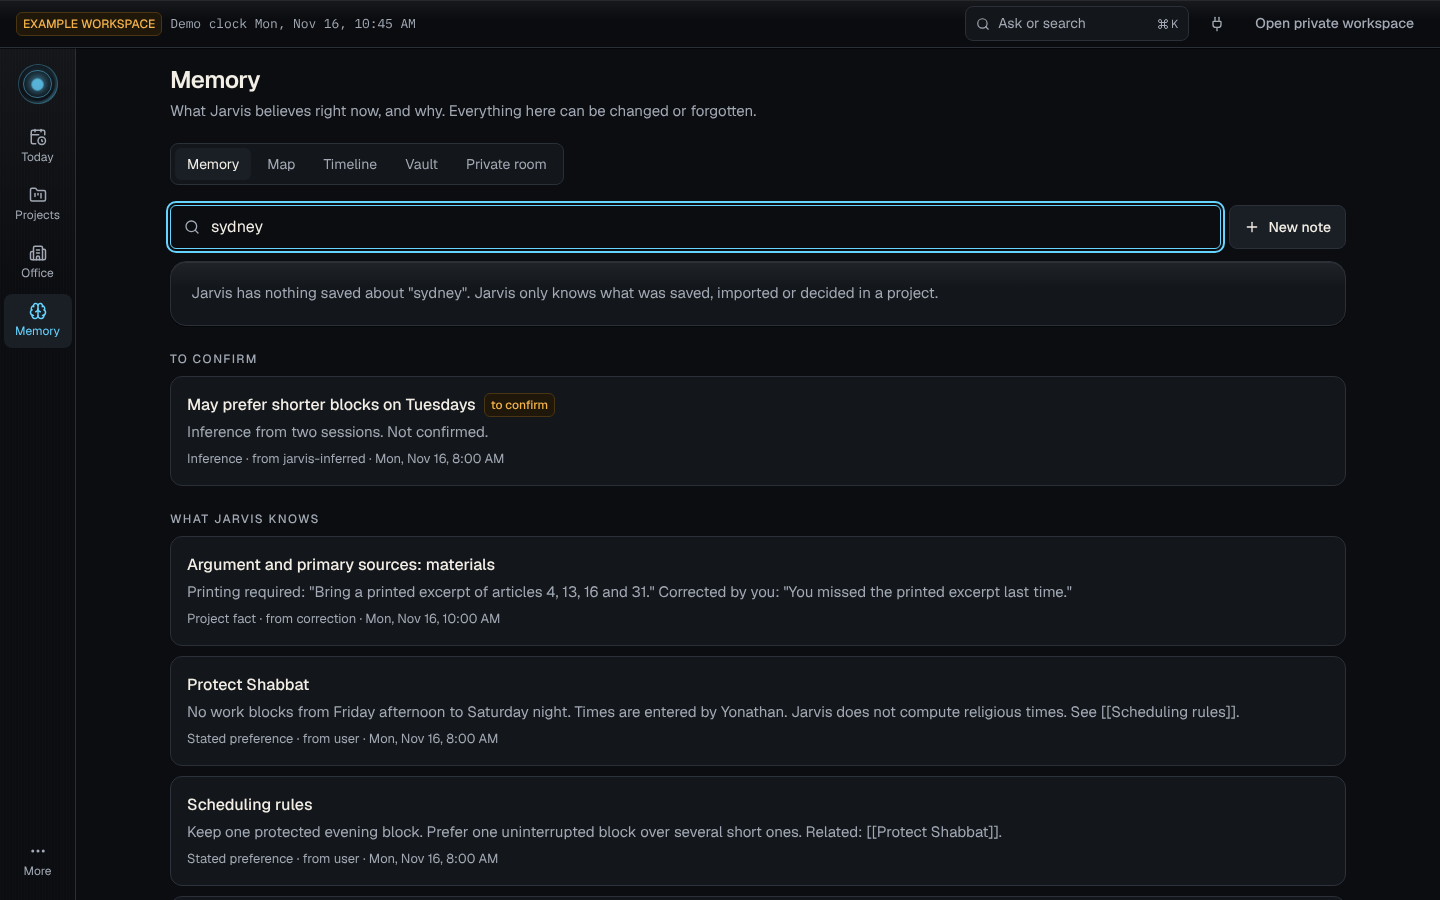 EXAMPLE WORKSPACE Demo clock Mon, Nov 16, 10:45 AM
Ask or search ⌘K
Open private workspace
Today
Projects
Office
Memory
More
Memory
What Jarvis believes right now, and why. Everything here can be changed or forgotten.
Memory Map Timeline Vault Private room
sydney
New note
Jarvis has nothing saved about "sydney". Jarvis only knows what was saved, imported or decided in a project.
TO CONFIRM
May prefer shorter blocks on Tuesdays to confirm
Inference from two sessions. Not confirmed.
Inference · from jarvis-inferred · Mon, Nov 16, 8:00 AM
WHAT JARVIS KNOWS
Argument and primary sources: materials
Printing required: "Bring a printed excerpt of articles 4, 13, 16 and 31." Corrected by you: "You missed the printed excerpt last time."
Project fact · from correction · Mon, Nov 16, 10:00 AM
Protect Shabbat
No work blocks from Friday afternoon to Saturday night. Times are entered by Yonathan. Jarvis does not compute religious times. See [[Scheduling rules]].
Stated preference · from user · Mon, Nov 16, 8:00 AM
Scheduling rules
Keep one protected evening block. Prefer one uninterrupted block over several short ones. Related: [[Protect Shabbat]].
Stated preference · from user · Mon, Nov 16, 8:00 AM